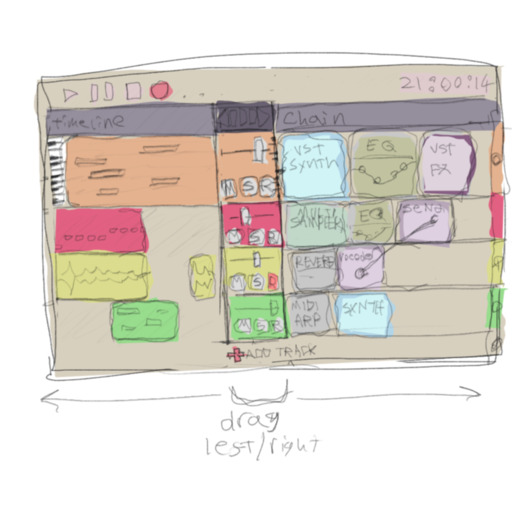 21:00:14
timeline
Chain
VST SYNTH
EQ
VST FX
M S R
SAMPLER
EQ
SEND
M S R
REVERB
VOCODER
M S R
MIDI ARP
SYNTH
M S R
+ADD TRACK
drag
lest/right